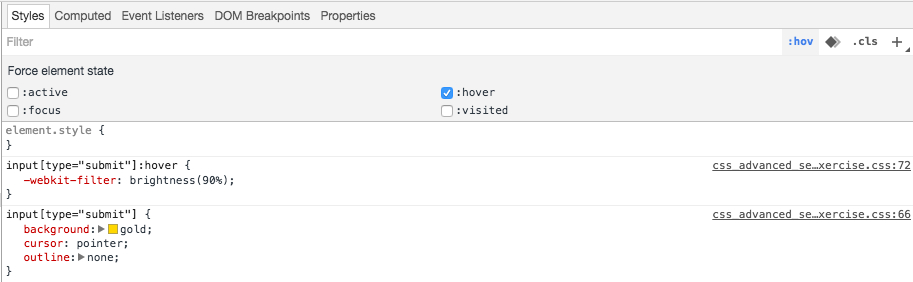 Styles Computed Event Listeners DOM Breakpoints Properties
Filter :hov .cls +
Force element state
:active :hover
:focus :visited
element.style {
}
input[type="submit"]:hover { css_advanced_se…xercise.css:72
-webkit-filter: brightness(90%);
}
input[type="submit"] { css_advanced_se…xercise.css:66
background: gold;
cursor: pointer;
outline: none;
}